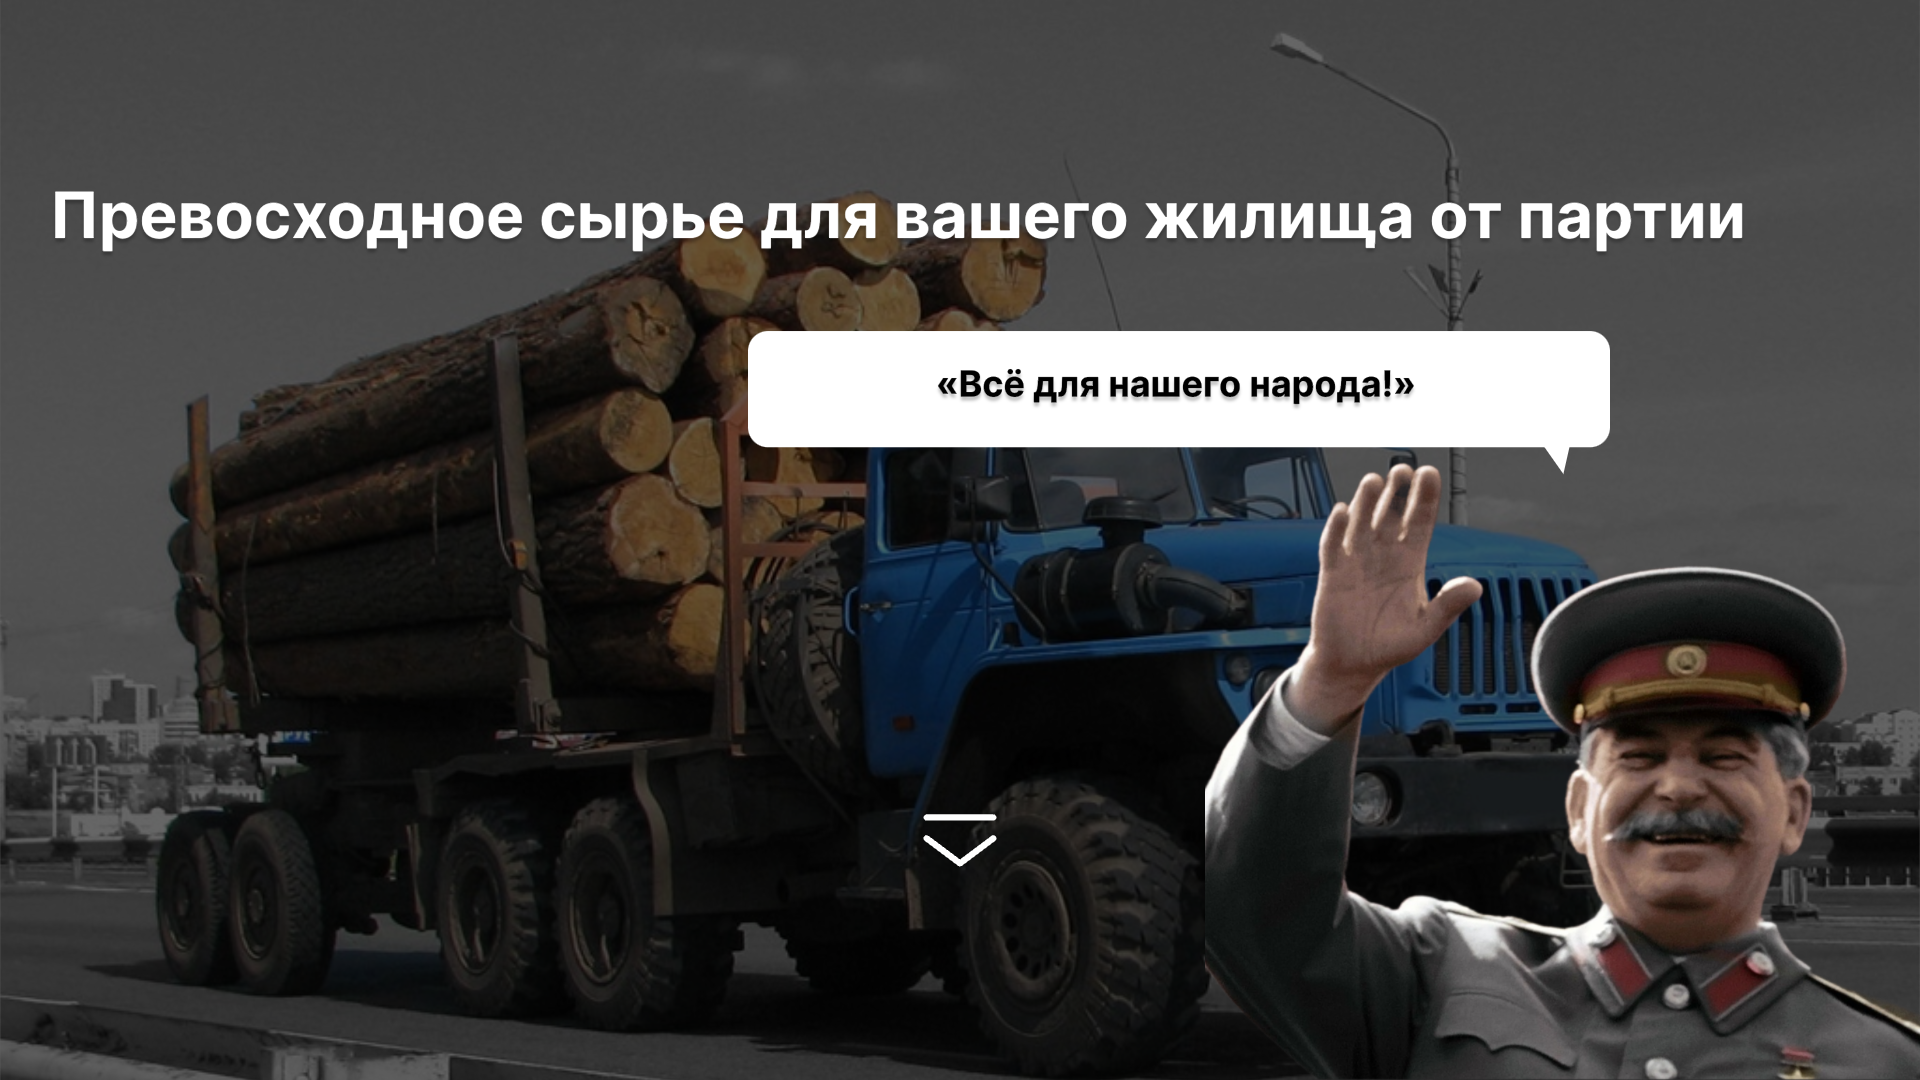 Превосходное сырье для вашего жилища от партии
«Всё для нашего народа!»